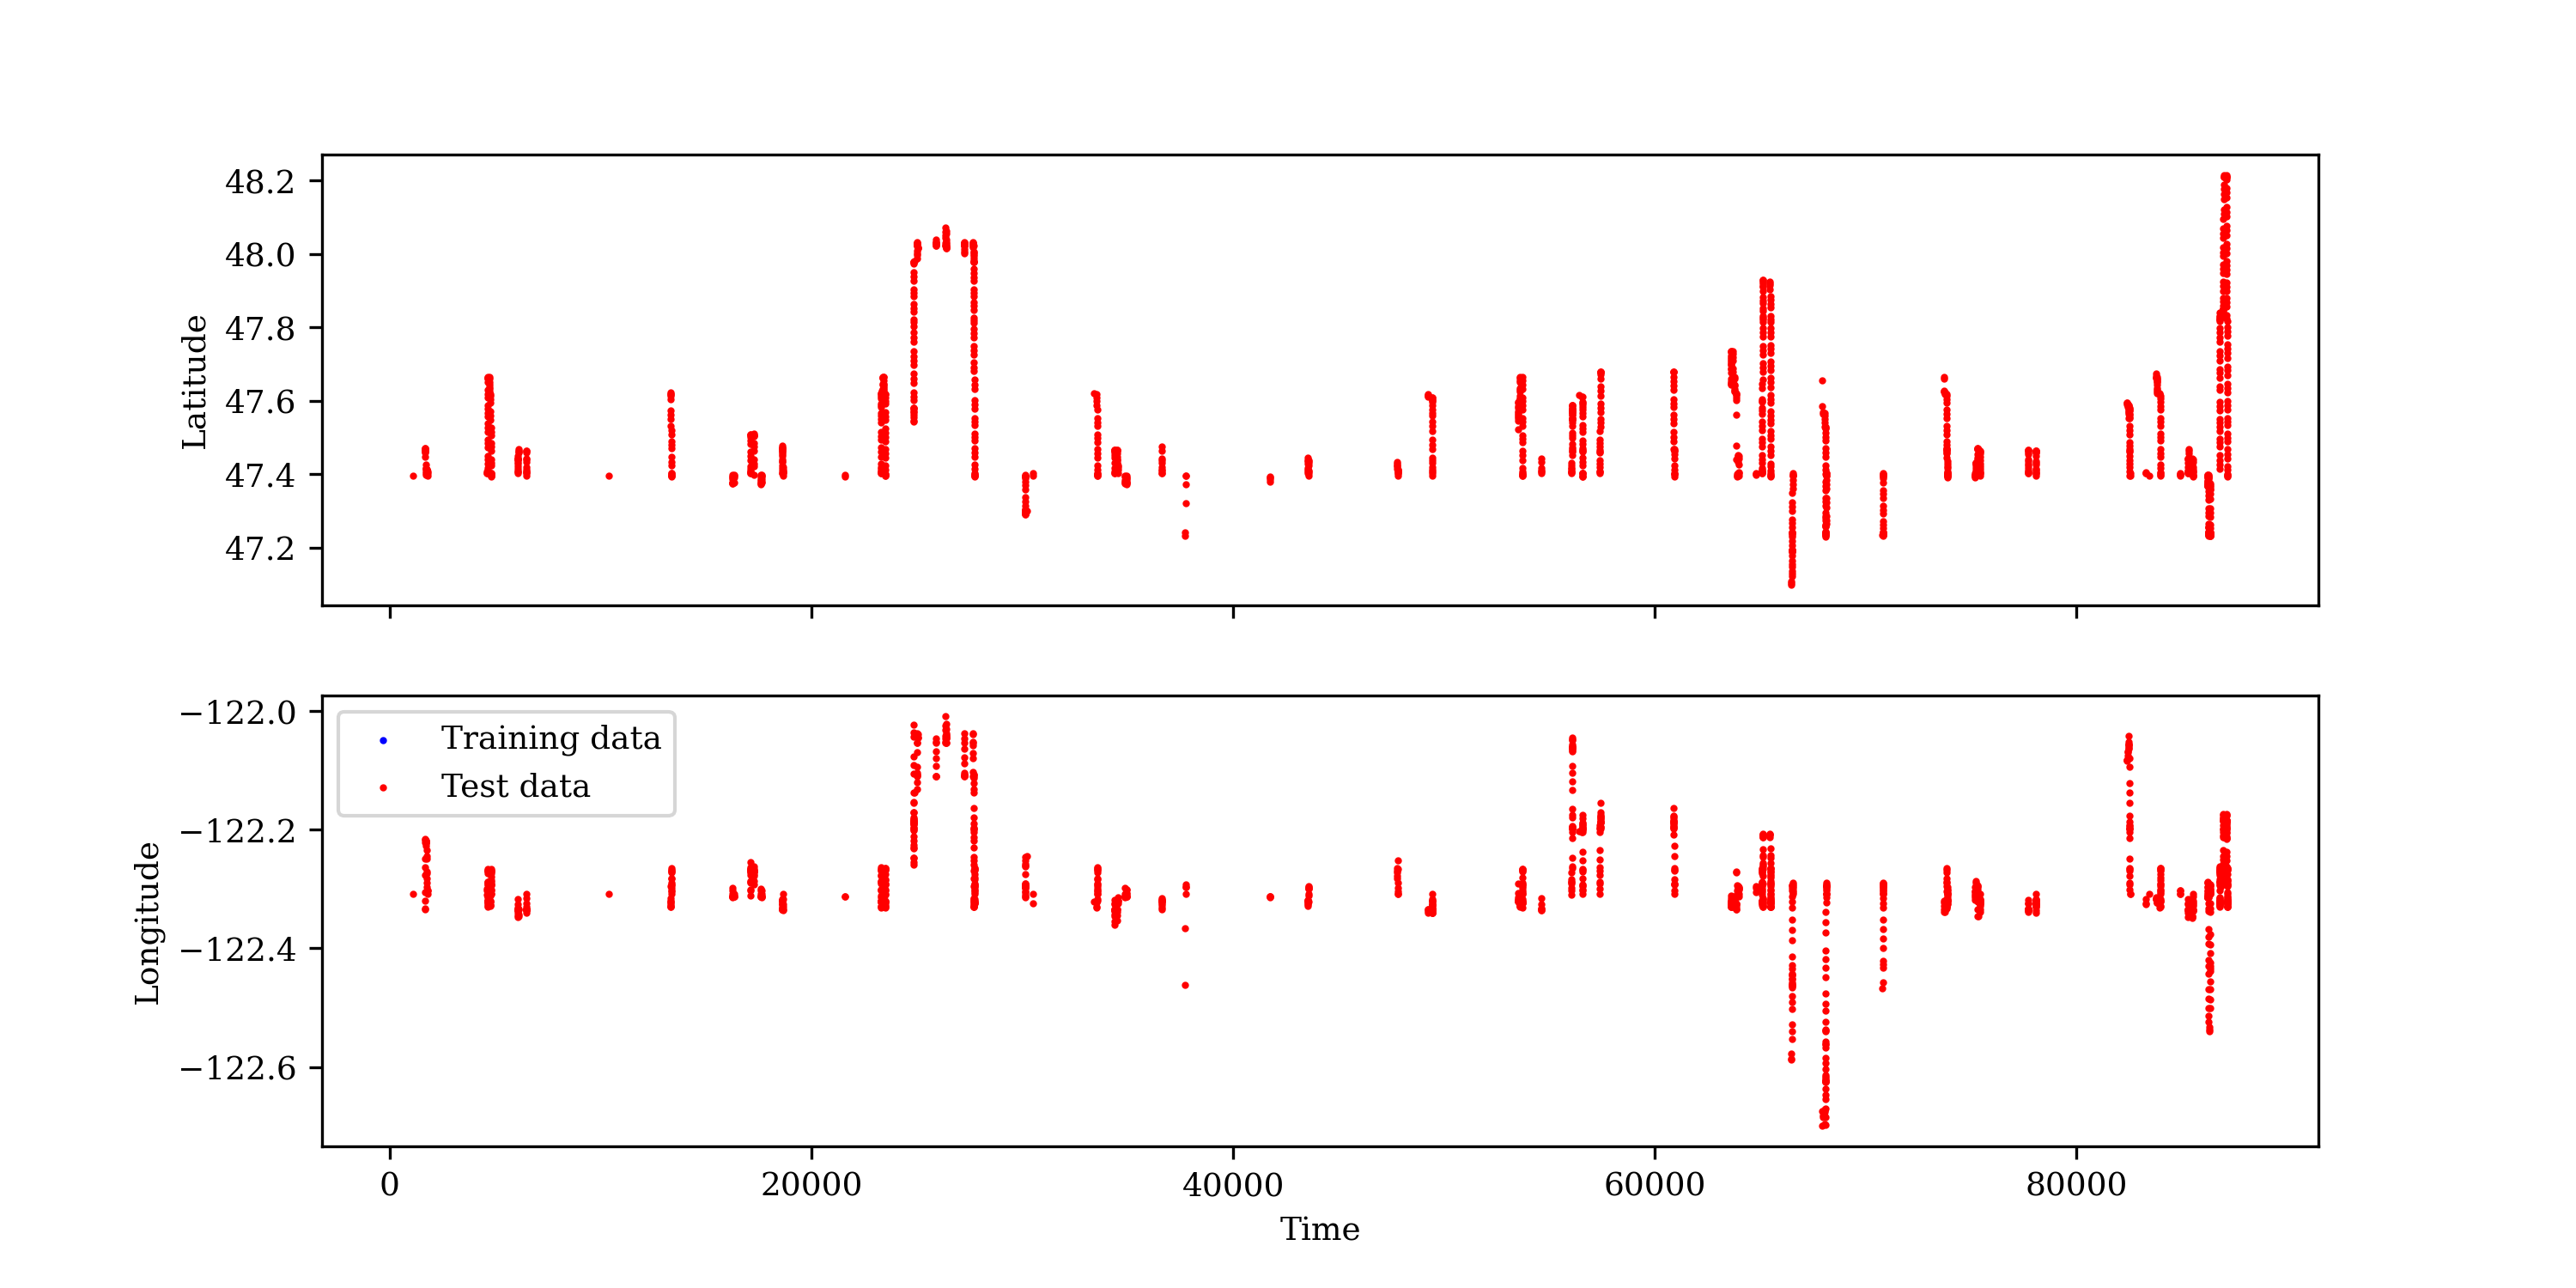 48.2
48.0
47.8
47.6
47.4
47.2
Latitude
−122.0
−122.2
−122.4
−122.6
Longitude
Training data
Test data
0 20000 40000 60000 80000
Time